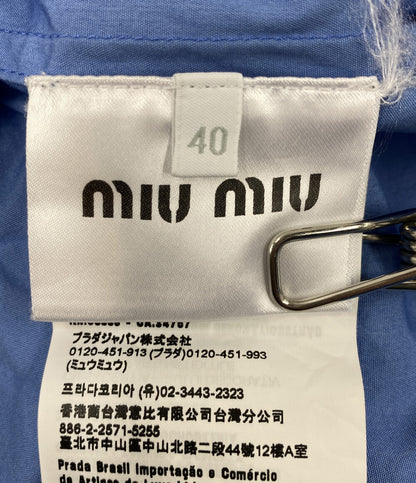 40
miu miu
プラダジャパン株式会社
0120-451-913 (プラダ)0120-451-993
(ミュウミュウ)
프라다코리아 (유)02-3443-2323
香港商台灣意比有限公司台灣分公司
886-2-2571-5255
臺北市中山區中山北路二段44號12樓A室
Prada Brasil Importação e Comércio